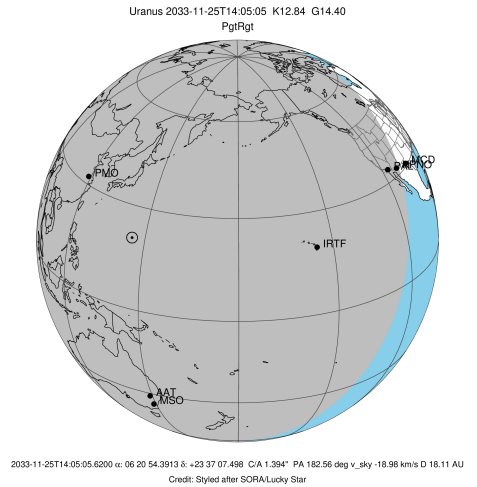 Uranus 2033-11-25T14:05:05 K12.84 G14.40
PgtRgt
MCD
PMO
IRTF
AAT
MSO
2033-11-25T14:05:05.6200 α: 06 20 54.3913 δ: +23 37 07.498 C/A 1.394" PA 182.56 deg v_sky -18.98 km/s D 18.11 AU
Credit: Styled after SORA/Lucky Star